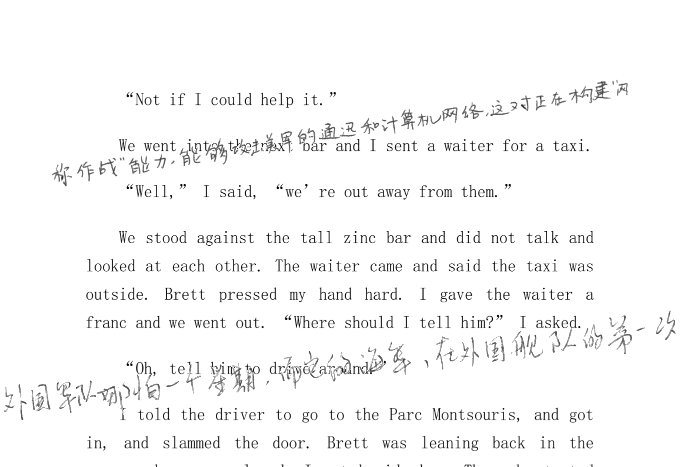 “Not if I could help it.”
We went into the next bar and I sent a waiter for a taxi.
称作战"能力,能够攻击美军的通迅和计算机网络,这对正在构建"网
“Well,” I said, “we’re out away from them.”
We stood against the tall zinc bar and did not talk and
looked at each other. The waiter came and said the taxi was
outside. Brett pressed my hand hard. I gave the waiter a
franc and we went out. “Where should I tell him?” I asked.
“Oh, tell him to drive around.”
外国军队哪怕一个星期,而它的海军、在外国舰队的第一次
I told the driver to go to the Parc Montsouris, and got
in, and slammed the door. Brett was leaning back in the